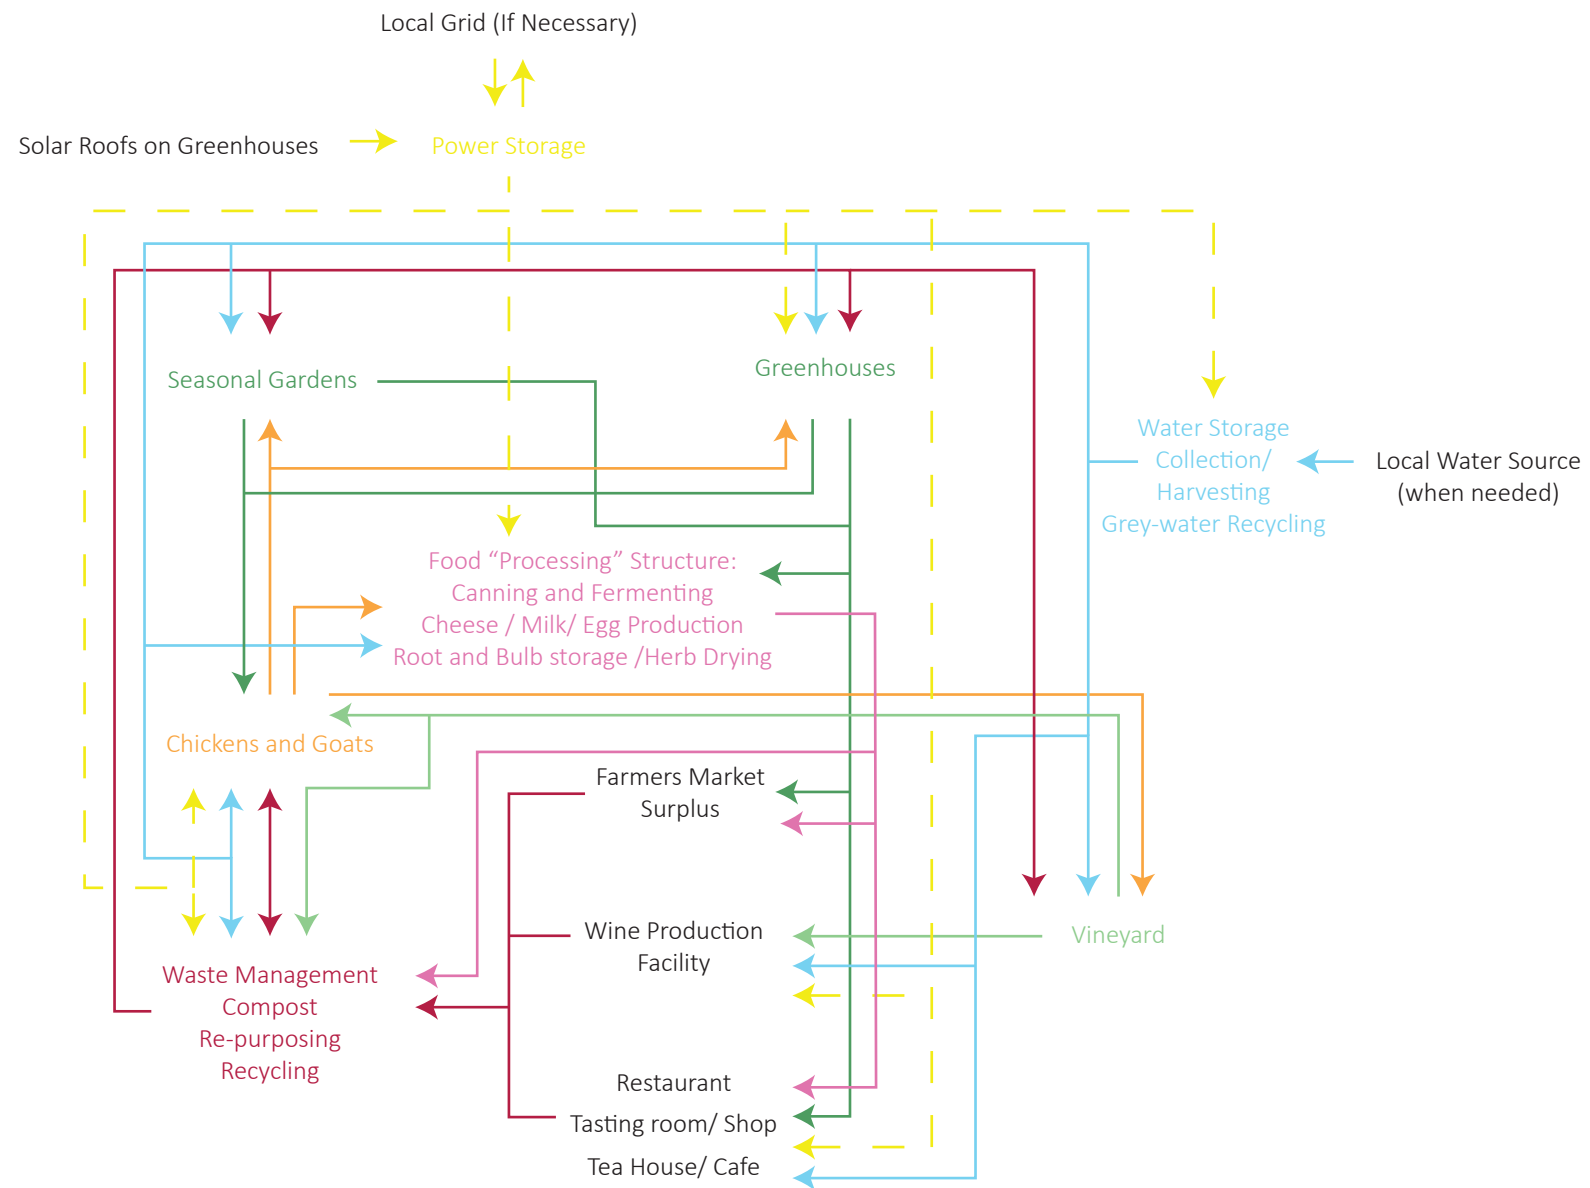 Local Grid (If Necessary)
Solar Roofs on Greenhouses
Power Storage
Seasonal Gardens
Greenhouses
Water Storage
Collection/
Harvesting
Grey-water Recycling
Local Water Source
(when needed)
Food “Processing” Structure:
Canning and Fermenting
Cheese / Milk/ Egg Production
Root and Bulb storage /Herb Drying
Chickens and Goats
Farmers Market
Surplus
Wine Production
Facility
Vineyard
Waste Management
Compost
Re-purposing
Recycling
Restaurant
Tasting room/ Shop
Tea House/ Cafe